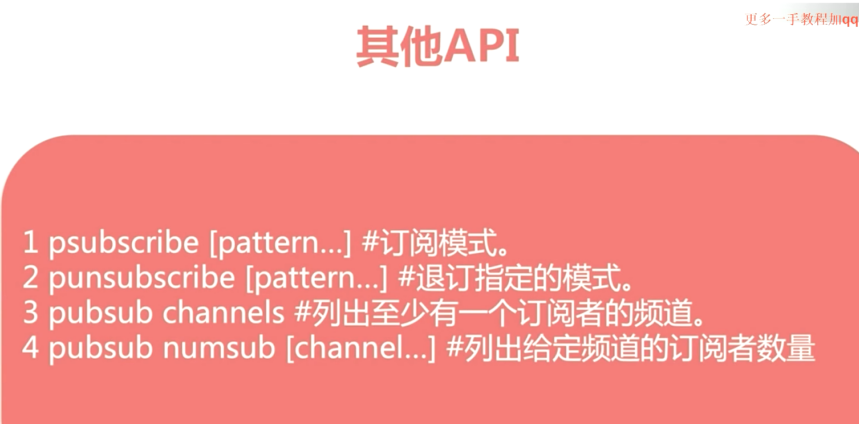 更多一手教程加qq
其他API
1 psubscribe [pattern...] #订阅模式。
2 punsubscribe [pattern...] #退订指定的模式。
3 pubsub channels #列出至少有一个订阅者的频道。
4 pubsub numsub [channel...] #列出给定频道的订阅者数量